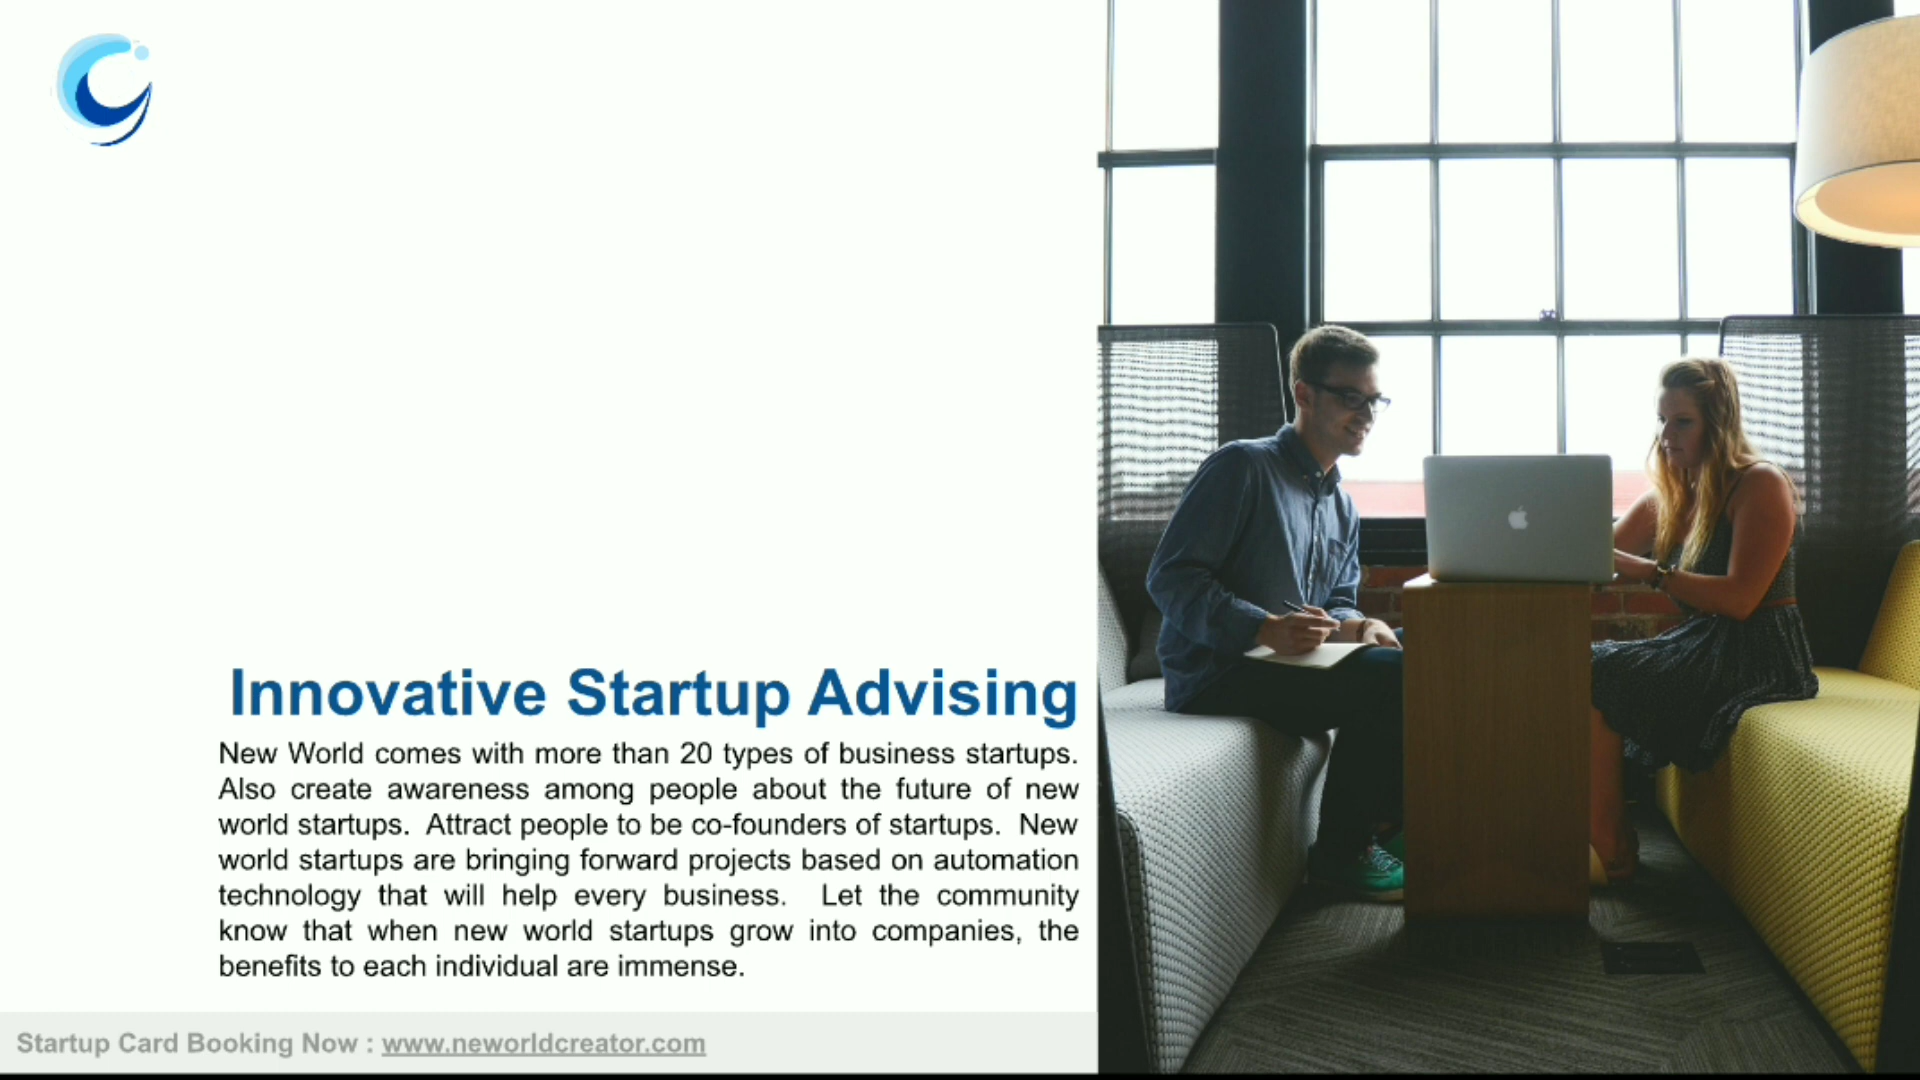 Innovative Startup Advising
New World comes with more than 20 types of business startups.
Also create awareness among people about the future of new
world startups.  Attract people to be co-founders of startups.  New
world startups are bringing forward projects based on automation
technology that will help every business.  Let the community
know that when new world startups grow into companies, the
benefits to each individual are immense.
Startup Card Booking Now : www.neworldcreator.com